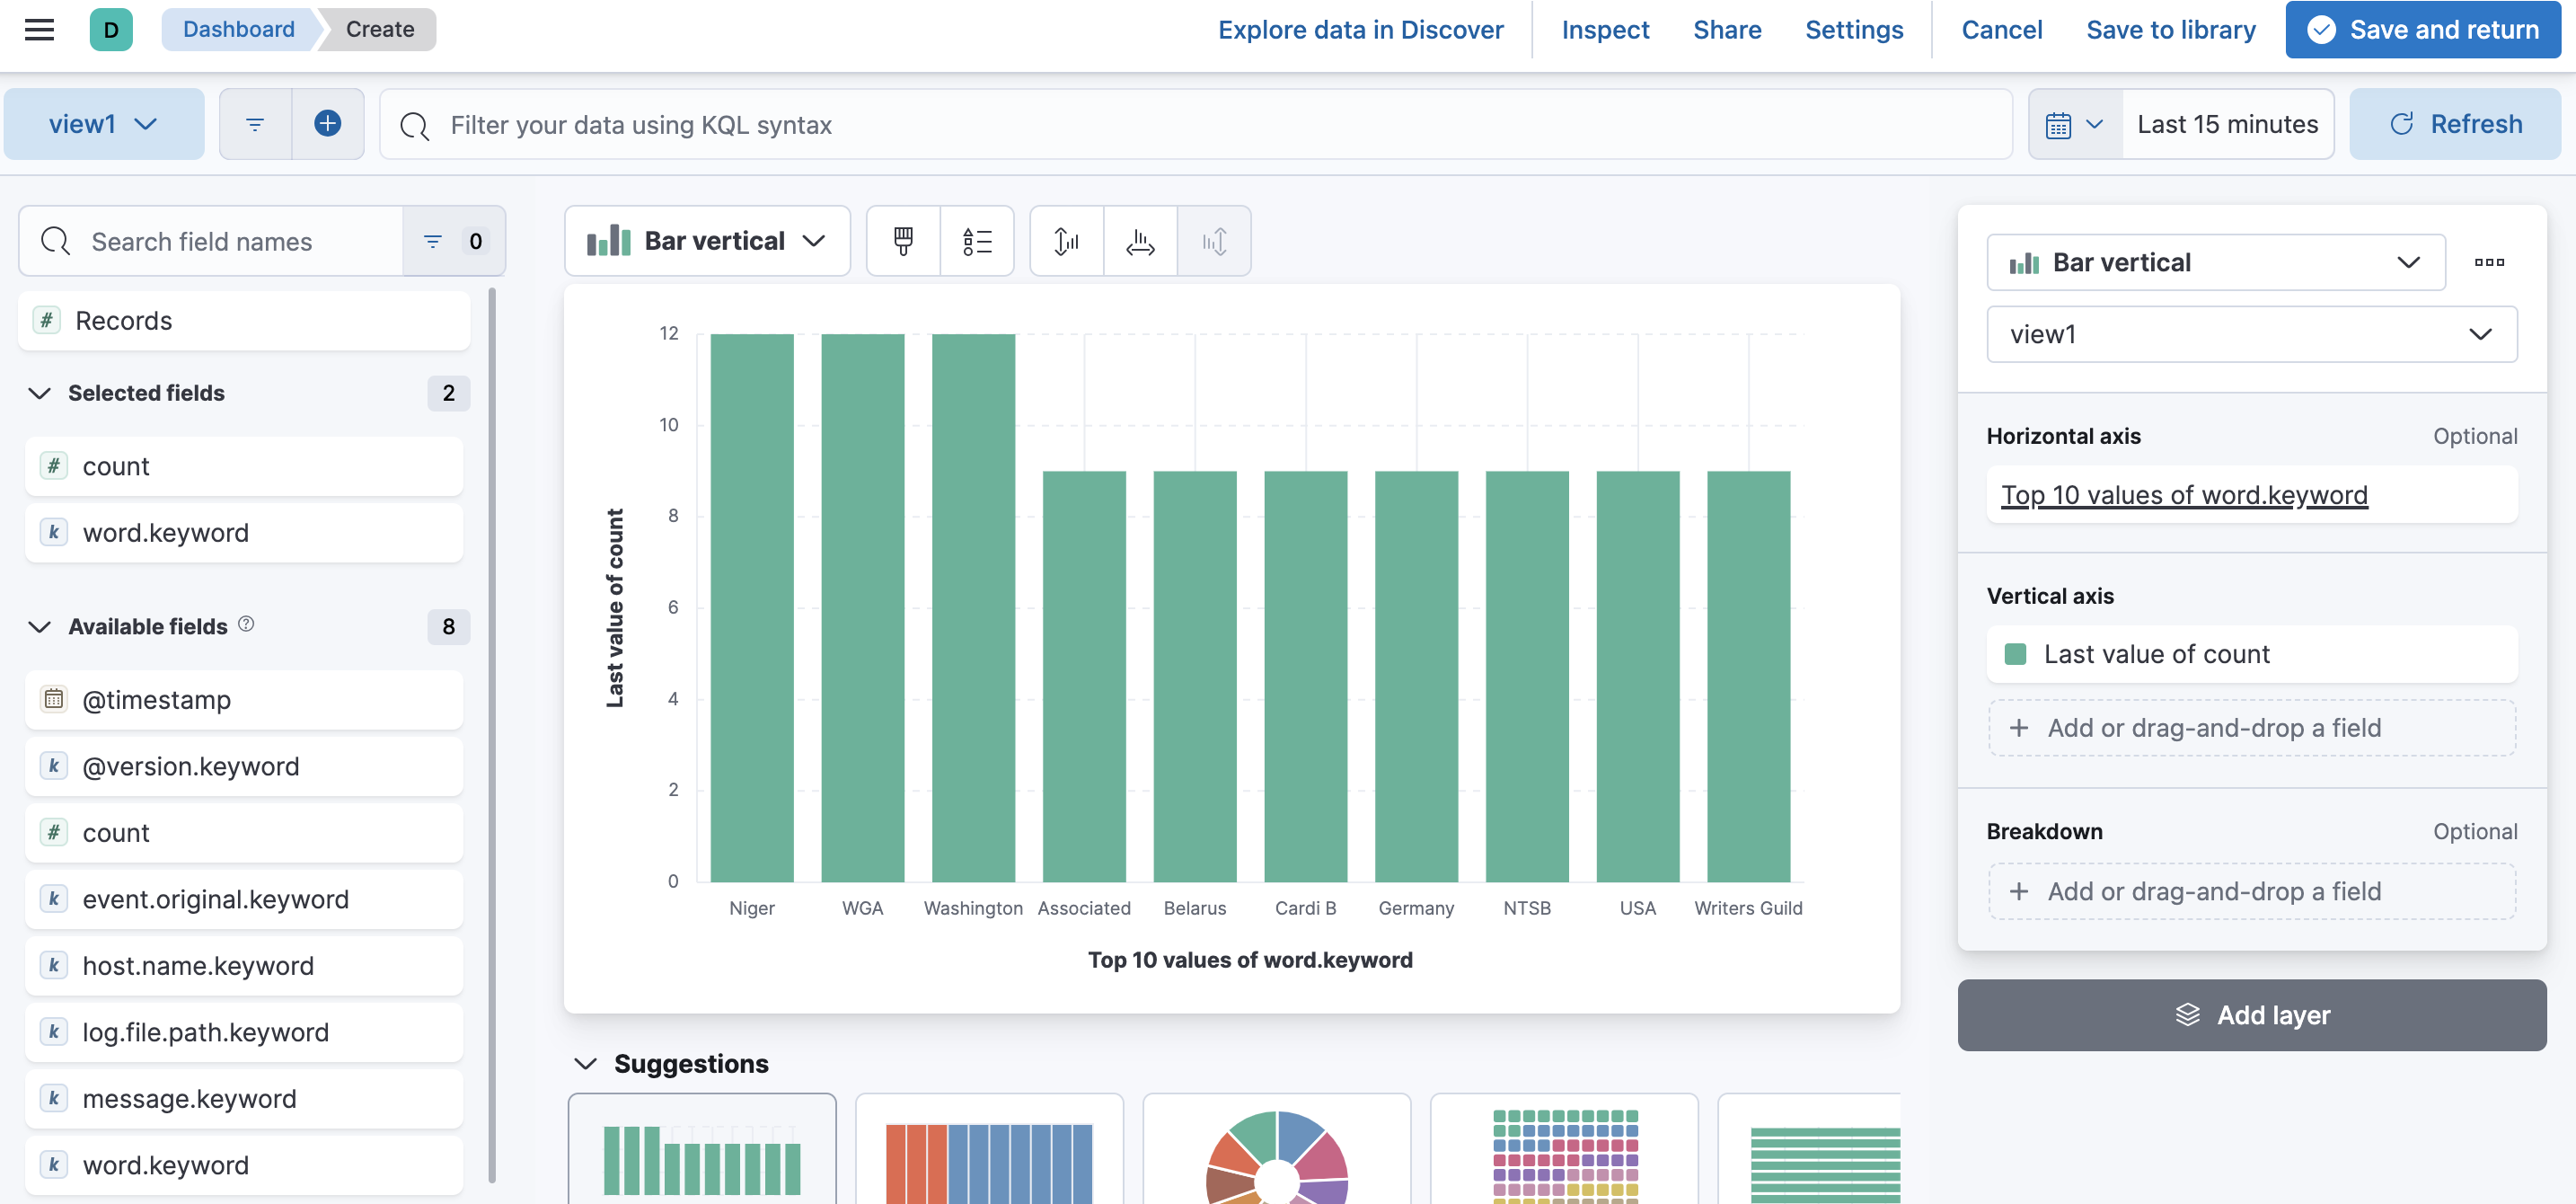 D
Dashboard
Create
Explore data in Discover
Inspect
Share
Settings
Cancel
Save to library
Save and return
view1
Filter your data using KQL syntax
Last 15 minutes
Refresh
Search field names
0
# Records
Selected fields
2
# count
k word.keyword
Available fields
8
@timestamp
k @version.keyword
# count
k event.original.keyword
k host.name.keyword
k log.file.path.keyword
k message.keyword
k word.keyword
Bar vertical
12
10
8
6
4
2
0
Last value of count
Niger
WGA
Washington
Associated
Belarus
Cardi B
Germany
NTSB
USA
Writers Guild
Top 10 values of word.keyword
Suggestions
Bar vertical
view1
Horizontal axis
Optional
Top 10 values of word.keyword
Vertical axis
Last value of count
+ Add or drag-and-drop a field
Breakdown
Optional
+ Add or drag-and-drop a field
Add layer